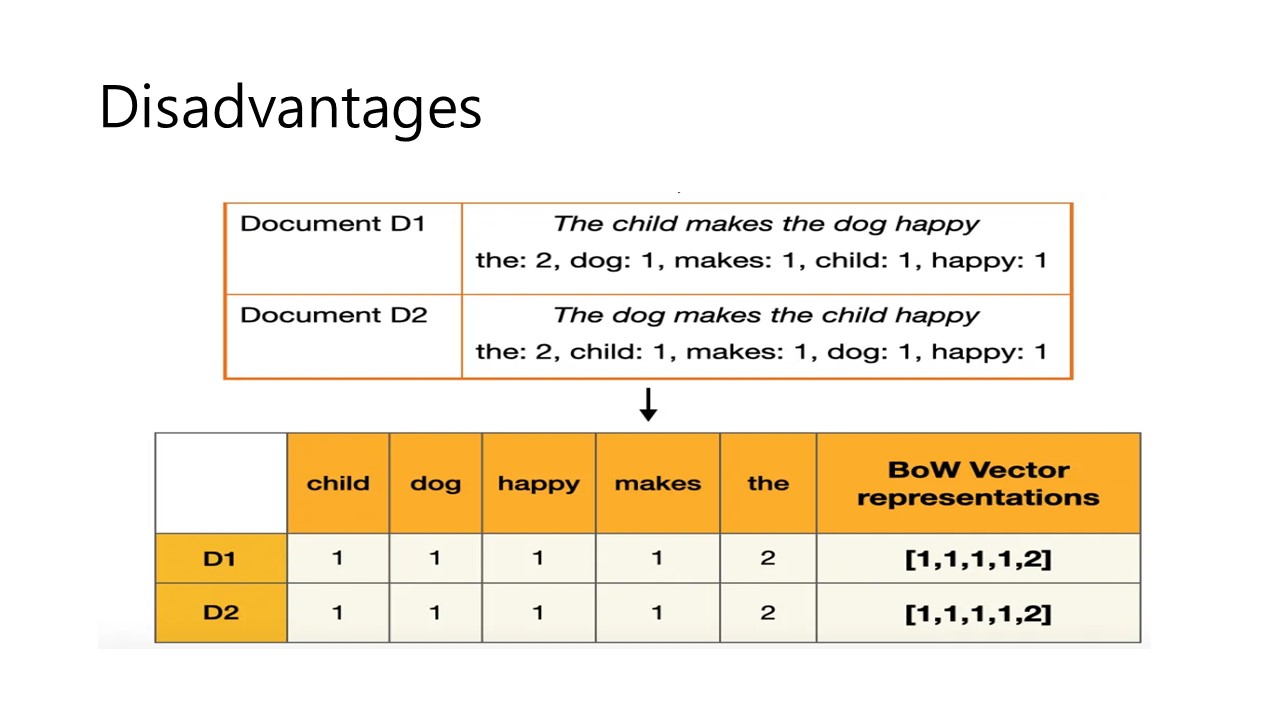 Disadvantages
Document D1
The child makes the dog happy
the: 2, dog: 1, makes: 1, child: 1, happy: 1
Document D2
The dog makes the child happy
the: 2, child: 1, makes: 1, dog: 1, happy: 1
child dog happy makes the BoW Vector
representations
D1 1 1 1 1 2 [1,1,1,1,2]
D2 1 1 1 1 2 [1,1,1,1,2]